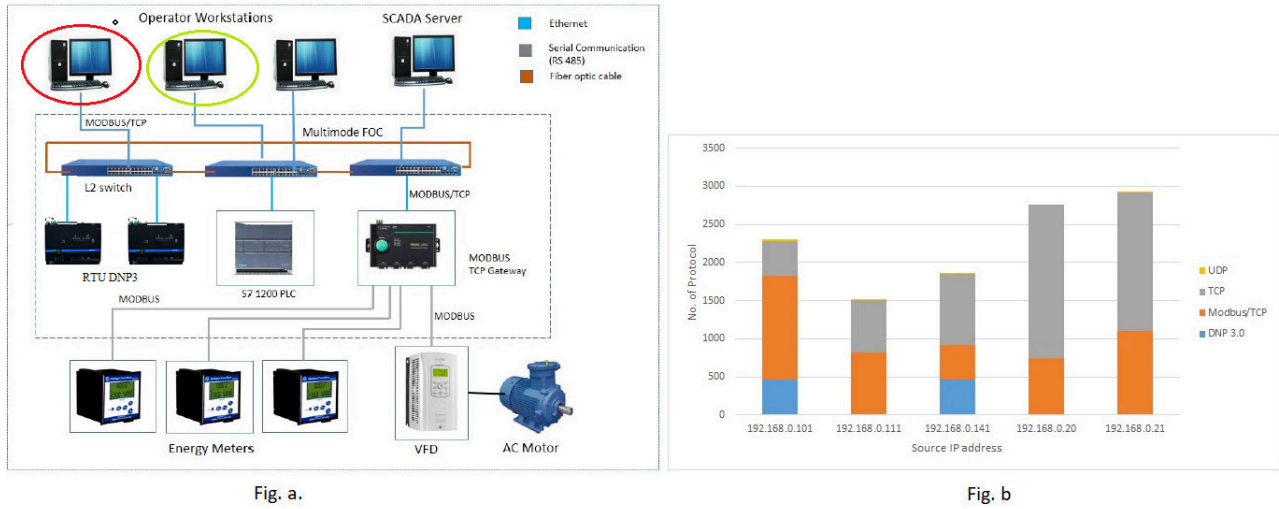 Operator Workstations
SCADA Server
Ethernet
Serial Communication
(RS 485)
Fiber optic cable
MODBUS/TCP
Multimode FOC
L2 switch
MODBUS/TCP
RTU DNP3
S7 1200 PLC
MODBUS
TCP Gateway
MODBUS
MODBUS
Energy Meters
VFD
AC Motor
Fig. a.
3500
3000
2500
2000
1500
1000
500
0
No. of Protocol
192.168.0.101
192.168.0.111
192.168.0.141
192.168.0.20
192.168.0.21
Source IP address
UDP
TCP
Modbus/TCP
DNP 3.0
Fig. b